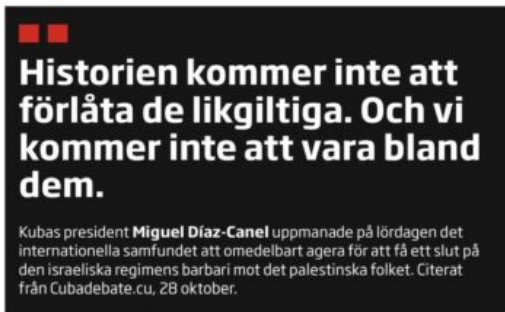 Historien kommer inte att
förlåta de likgiltiga. Och vi
kommer inte att vara bland
dem.
Kubas president Miguel Díaz-Canel uppmanade på lördagen det
internationella samfundet att omedelbart agera för att få ett slut på
den israeliska regimens barbari mot det palestinska folket. Citerat
från Cubadebate.cu, 28 oktober.